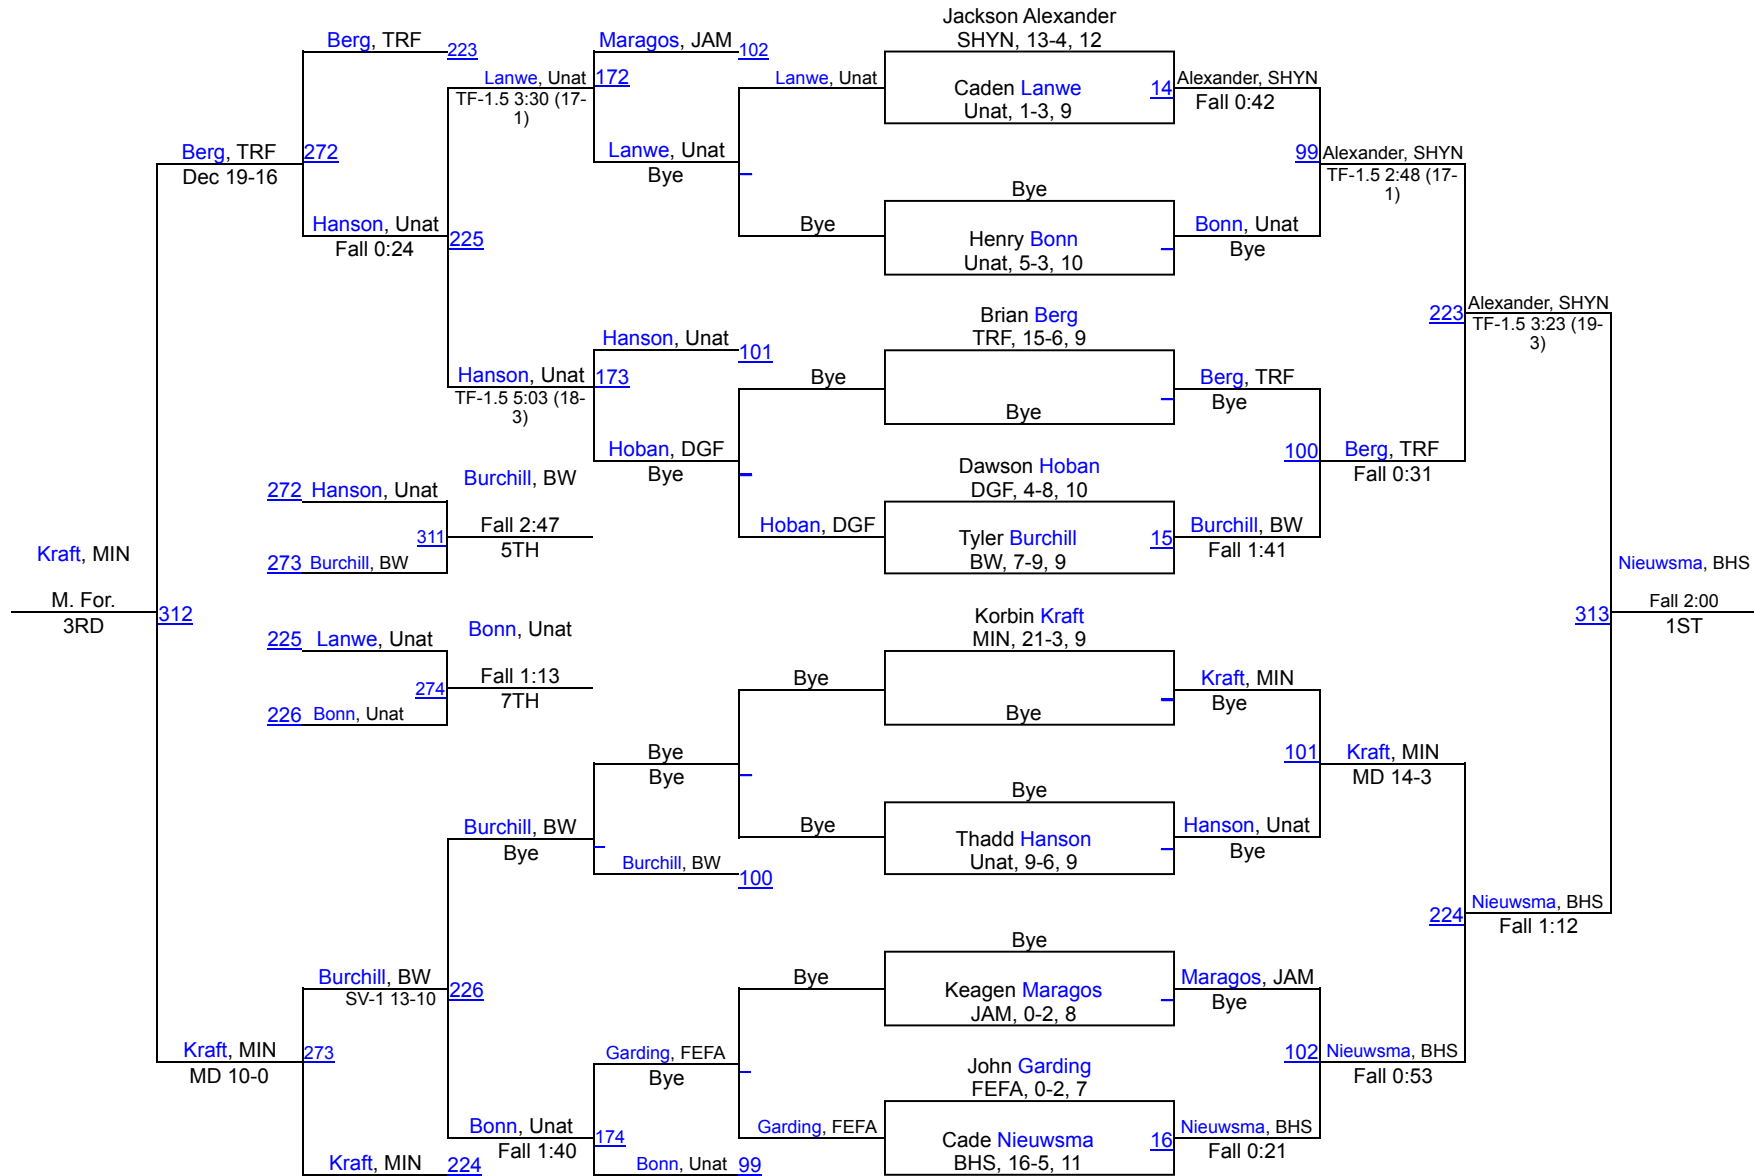 Jackson Alexander
SHYN, 13-4, 12
Berg, TRF
223
Maragos, JAM
102
Lanwe, Unat
172
TF-1.5 3:30 (17-
1)
Lanwe, Unat
Caden Lanwe
Unat, 1-3, 9
14
Alexander, SHYN
Fall 0:42
Berg, TRF
272
Dec 19-16
Lanwe, Unat
Bye
99
Alexander, SHYN
TF-1.5 2:48 (17-
1)
Bye
Hanson, Unat
225
Fall 0:24
Bye
Henry Bonn
Unat, 5-3, 10
Bonn, Unat
Bye
Brian Berg
TRF, 15-6, 9
223
Alexander, SHYN
TF-1.5 3:23 (19-
3)
Hanson, Unat
101
Hanson, Unat
173
TF-1.5 5:03 (18-
3)
Bye
Bye
Berg, TRF
Bye
Hoban, DGF
Bye
100
Berg, TRF
Fall 0:31
Dawson Hoban
DGF, 4-8, 10
Burchill, BW
272
Hanson, Unat
Fall 2:47
311
5TH
273
Burchill, BW
Hoban, DGF
Tyler Burchill
BW, 7-9, 9
15
Burchill, BW
Fall 1:41
Kraft, MIN
M. For.
3RD
312
Nieuwsma, BHS
Fall 2:00
313
1ST
Korbin Kraft
MIN, 21-3, 9
225
Lanwe, Unat
Bonn, Unat
Fall 1:13
274
7TH
226
Bonn, Unat
Bye
Bye
Kraft, MIN
Bye
Bye
Bye
101
Kraft, MIN
MD 14-3
Bye
Burchill, BW
Bye
Bye
Thadd Hanson
Unat, 9-6, 9
Hanson, Unat
Bye
Burchill, BW
100
224
Nieuwsma, BHS
Fall 1:12
Bye
Burchill, BW
226
SV-1 13-10
Bye
Keagen Maragos
JAM, 0-2, 8
Maragos, JAM
Bye
Kraft, MIN
273
MD 10-0
Garding, FEFA
Bye
John Garding
FEFA, 0-2, 7
102
Nieuwsma, BHS
Fall 0:53
Bonn, Unat
174
Fall 1:40
Garding, FEFA
Cade Nieuwsma
BHS, 16-5, 11
16
Nieuwsma, BHS
Fall 0:21
Kraft, MIN
224
Bonn, Unat
99